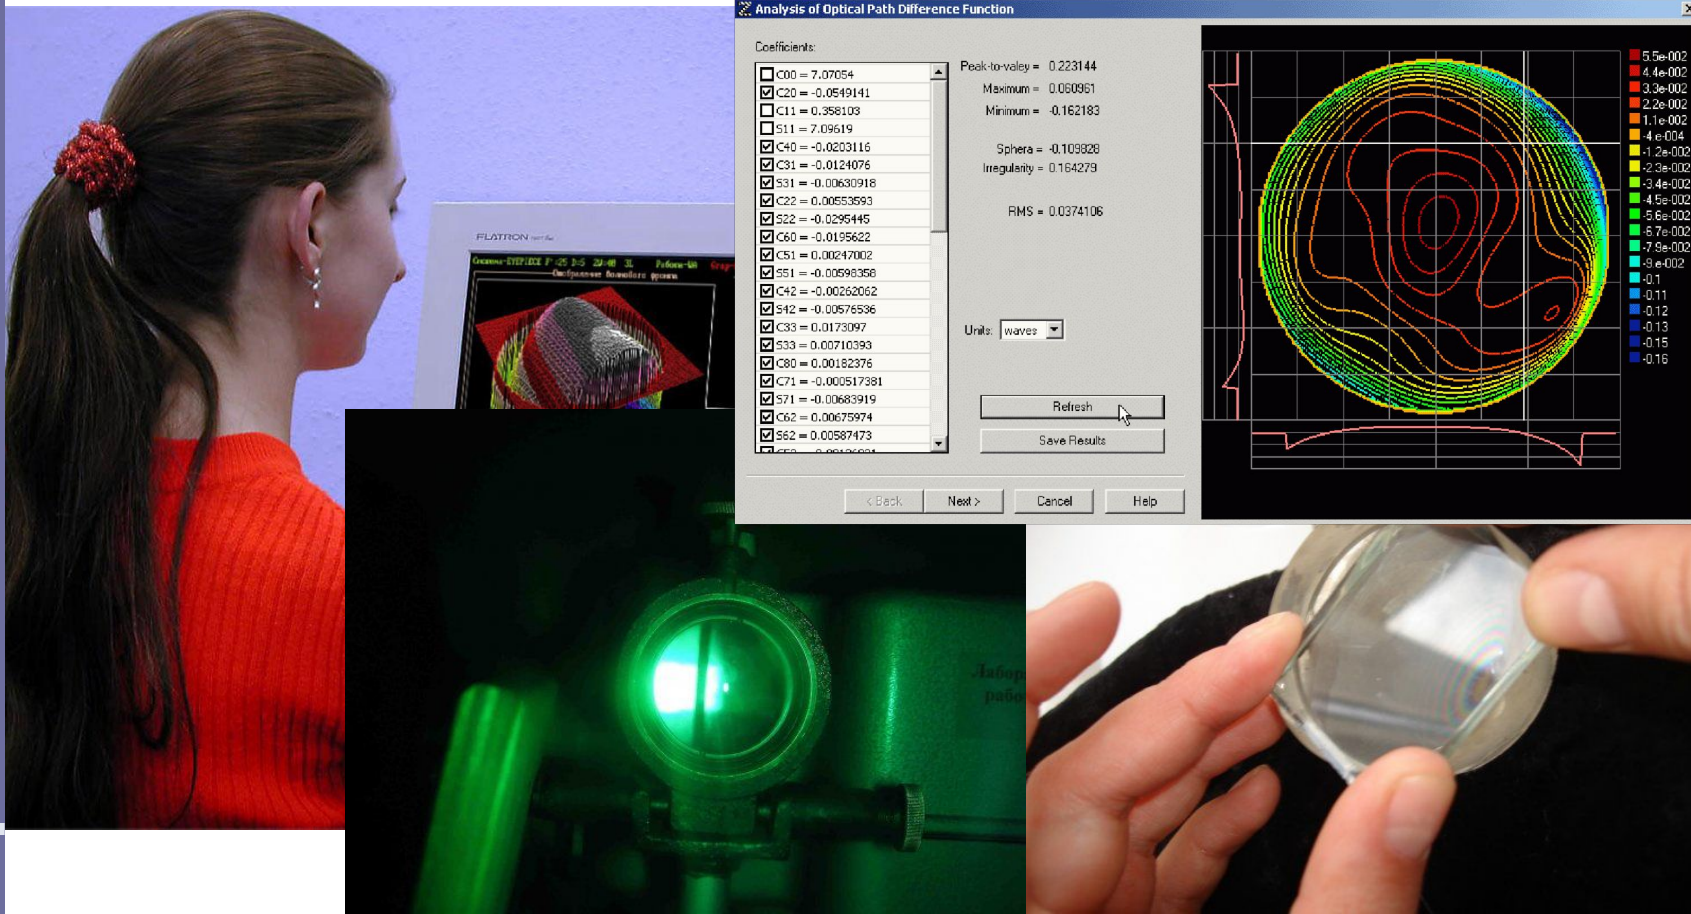 Analysis of Optical Path Difference Function
Coefficients:
C00 = 7.07054
C20 = -0.0549141
C11 = 0.358103
S11 = 7.09619
C40 = -0.0203116
C31 = -0.0124076
S31 = -0.00630918
C22 = 0.00553593
S22 = -0.0295445
C60 = -0.0195622
C51 = 0.00247002
S51 = -0.00598358
C42 = -0.00262062
S42 = -0.00576536
C33 = 0.0173097
S33 = 0.00710393
C80 = 0.00182376
C71 = -0.000517381
S71 = -0.00683919
C62 = 0.00675974
S62 = 0.00587473
Peak-to-valey = 0.223144
Maximum = 0.060961
Minimum = -0.162183
Sphera = -0.109828
Irregularity = 0.164279
RMS = 0.0374106
Units: waves
Refresh
Save Results
< Back
Next >
Cancel
Help
5.5e-002
4.4e-002
3.3e-002
2.2e-002
1.1e-002
-4.e-004
-1.2e-002
-2.3e-002
-3.4e-002
-4.5e-002
-5.6e-002
-6.7e-002
-7.9e-002
-9.e-002
-0.1
-0.11
-0.12
-0.13
-0.15
-0.16
FLATRON
Изображение волнового фронта